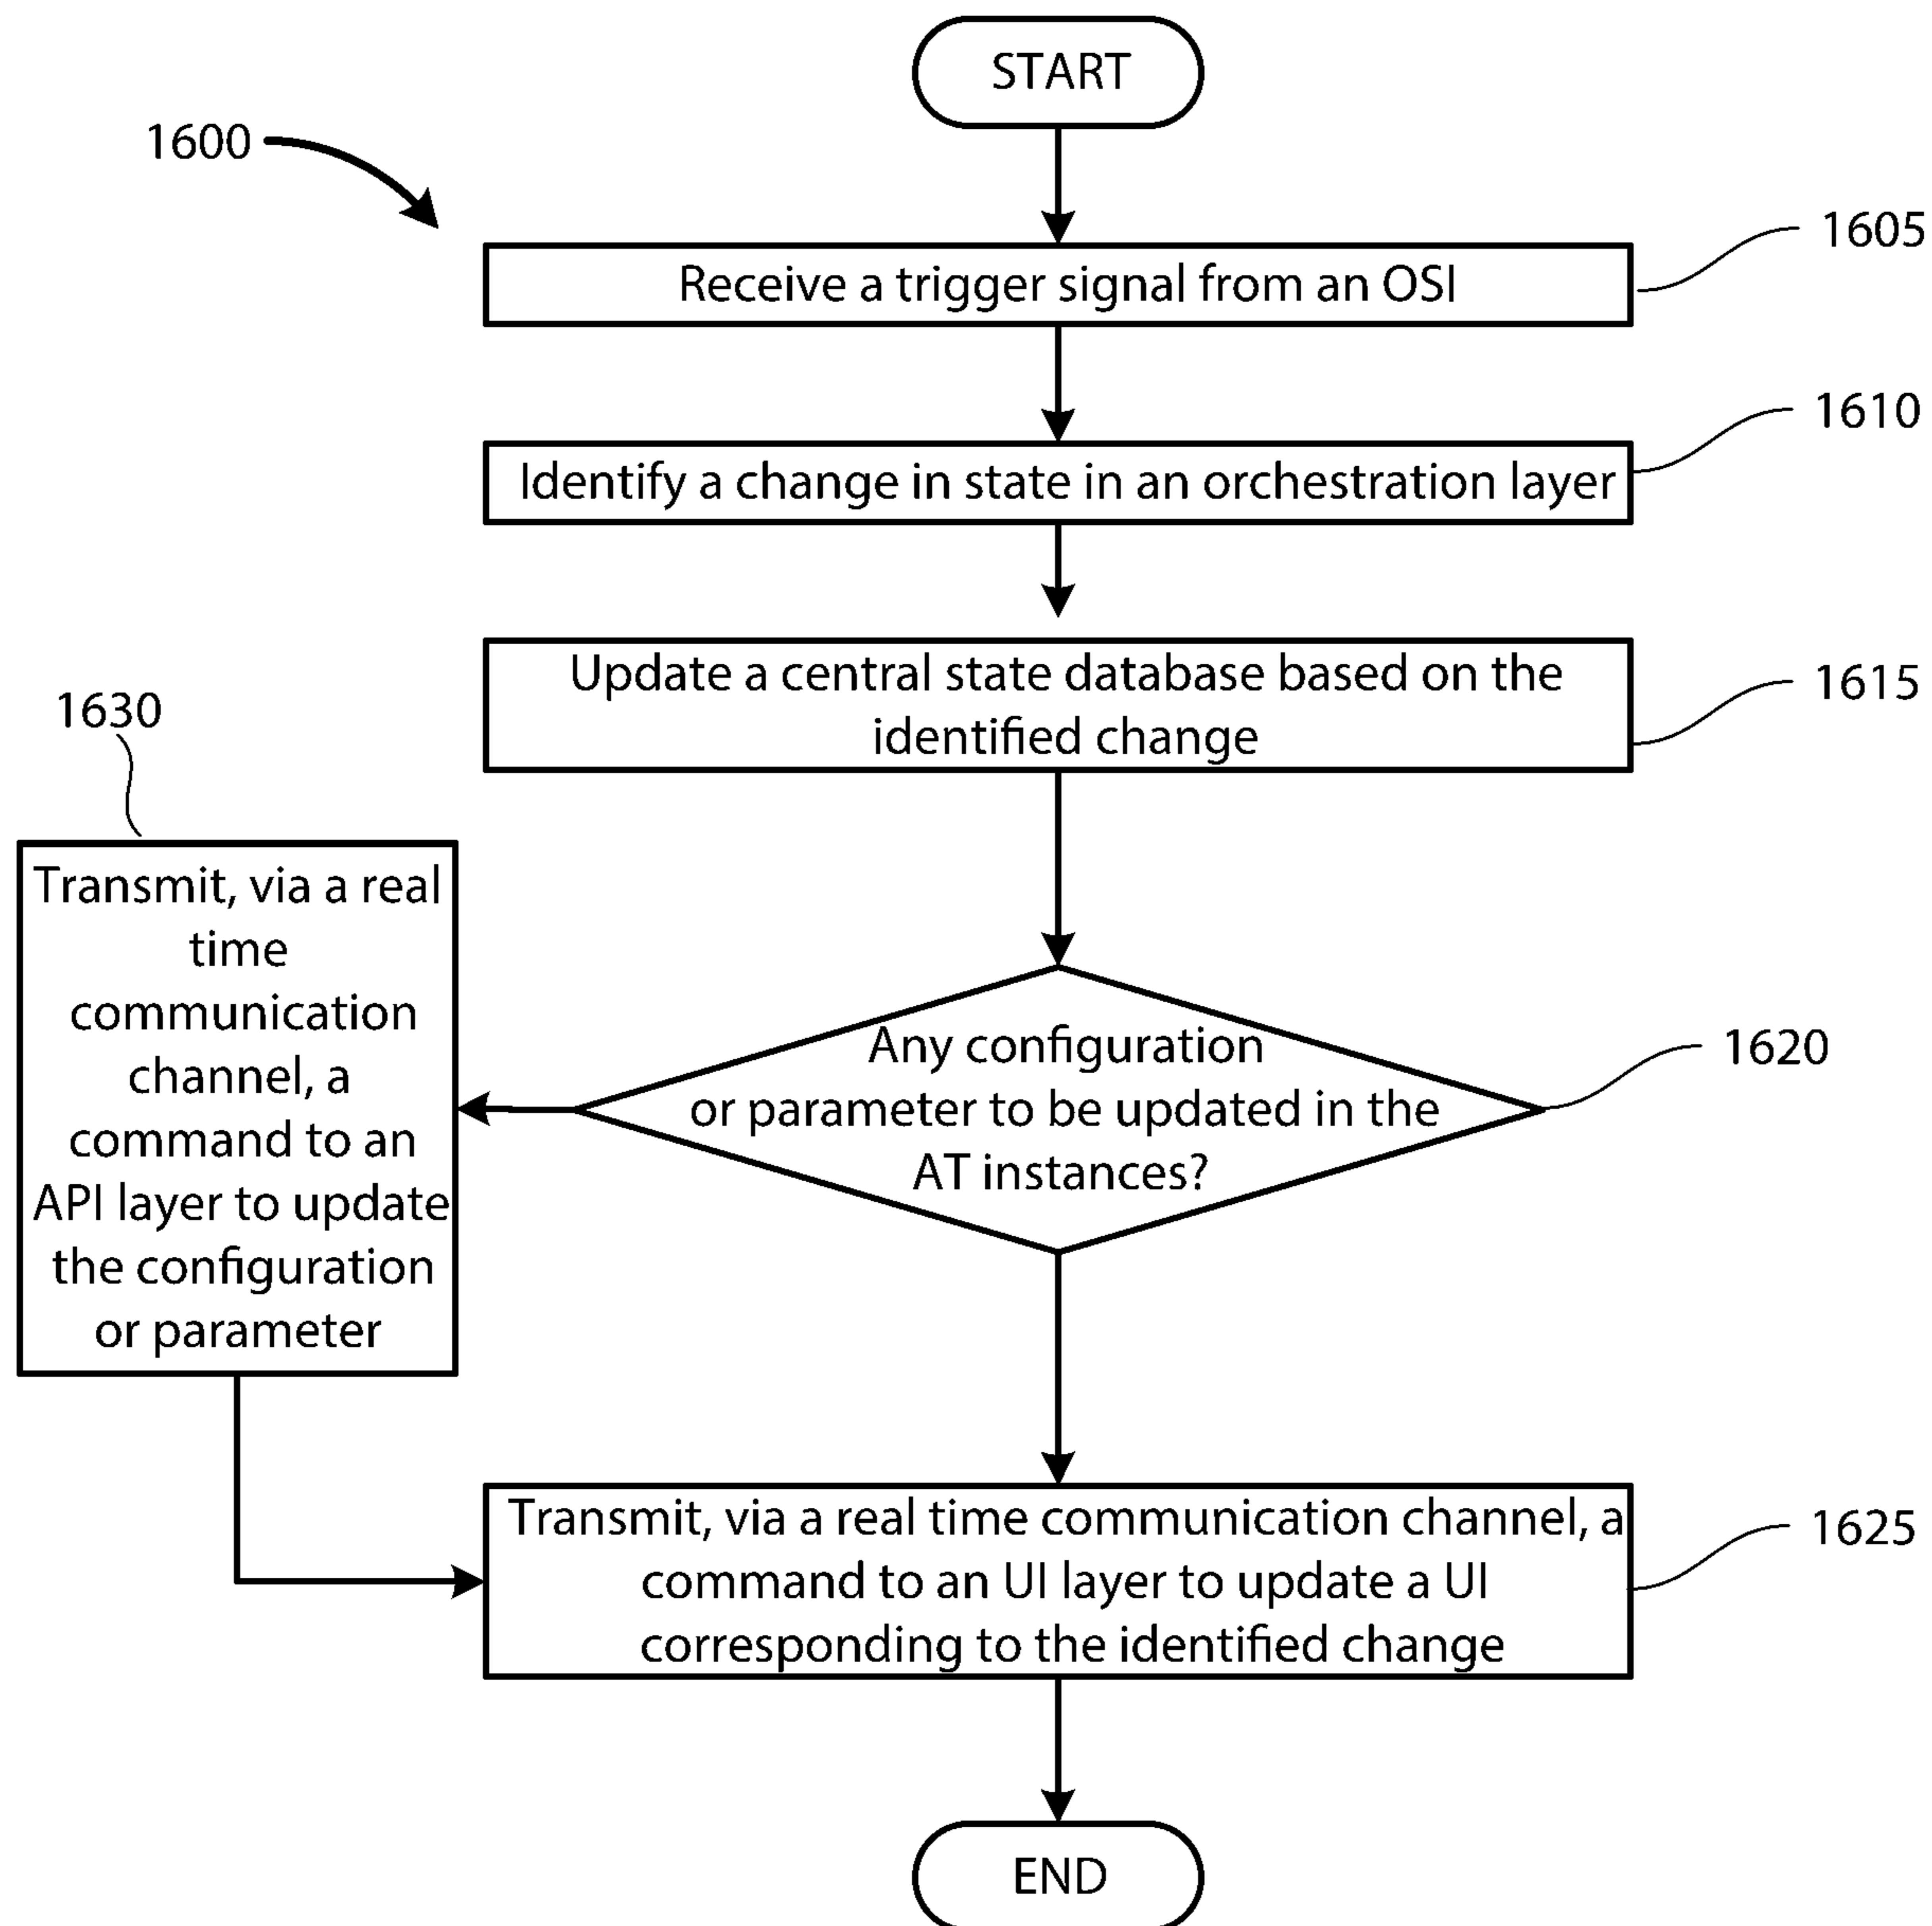 START
1600
1605
Receive a trigger signal from an OSI
1610
Identify a change in state in an orchestration layer
1615
Update a central state database based on the
identified change
1630
Transmit, via a real
time
communication
channel, a
command to an
API layer to update
the configuration
or parameter
1620
Any configuration
or parameter to be updated in the
AT instances?
1625
Transmit, via a real time communication channel, a
command to an UI layer to update a UI
corresponding to the identified change
END